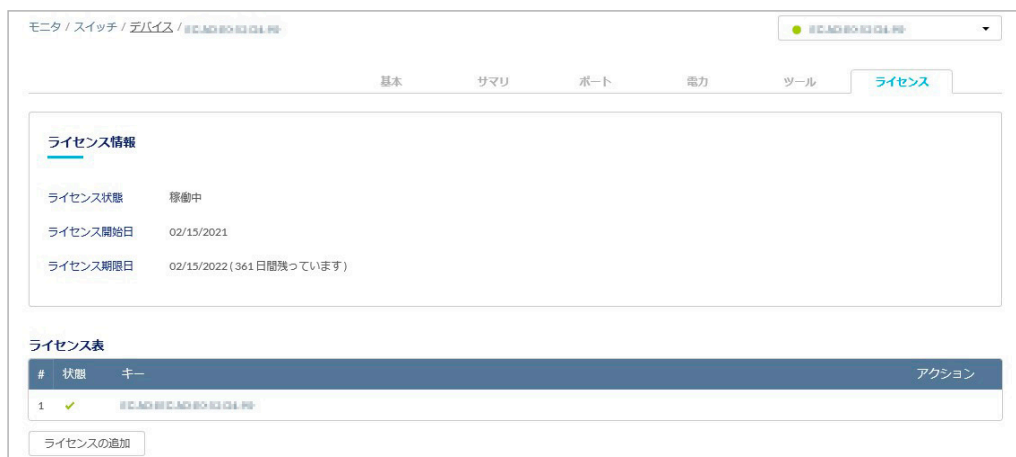 モニタ / スイッチ / デバイス /
基本 サマリ ポート 電力 ツール ライセンス
ライセンス情報
ライセンス状態 稼働中
ライセンス開始日 02/15/2021
ライセンス期限日 02/15/2022 ( 361 日間残っています )
ライセンス表
# 状態 キー アクション
1
ライセンスの追加